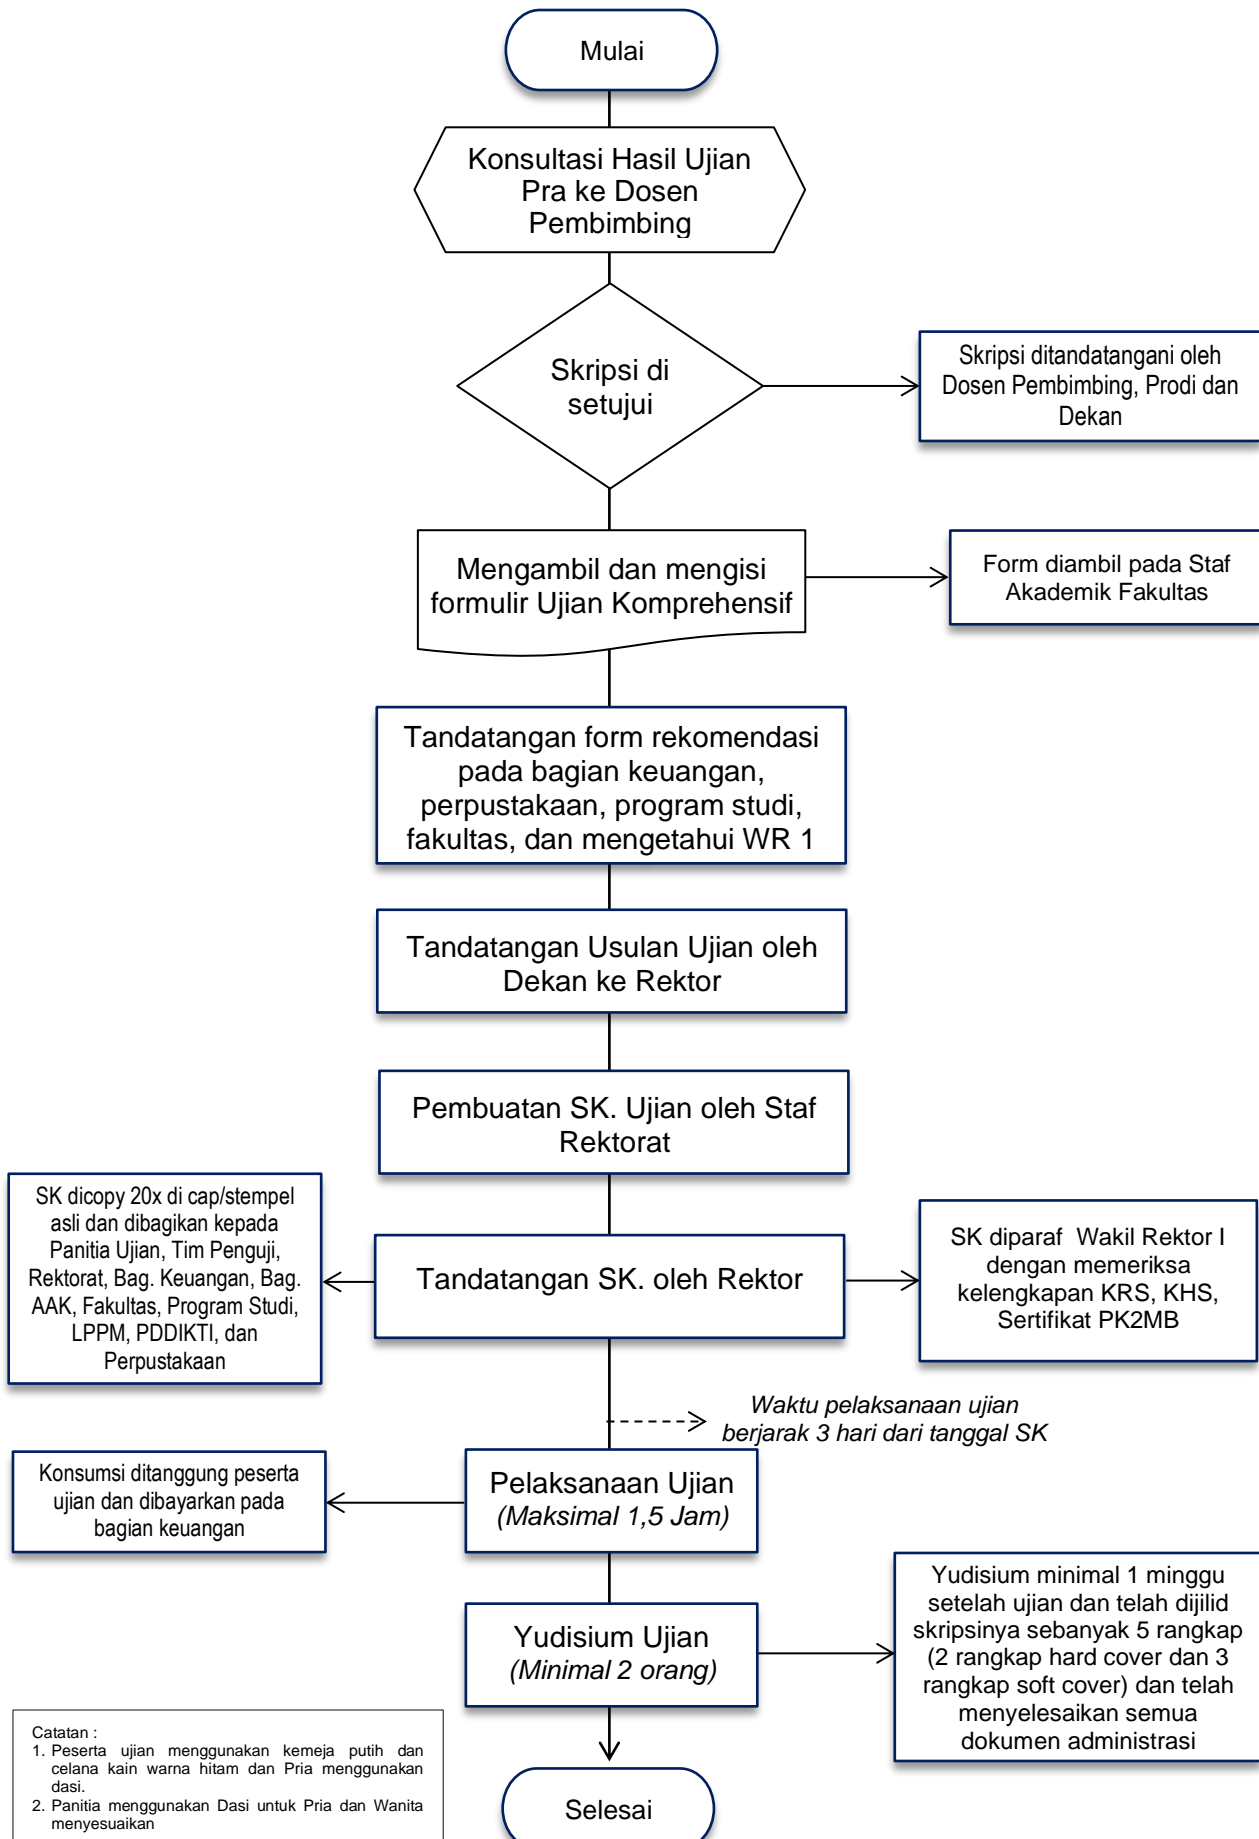 Mulai
Konsultasi Hasil Ujian
Pra ke Dosen
Pembimbing
Skripsi di
setujui
Skripsi ditandatangani oleh
Dosen Pembimbing, Prodi dan
Dekan
Mengambil dan mengisi
formulir Ujian Komprehensif
Form diambil pada Staf
Akademik Fakultas
Tandatangan form rekomendasi
pada bagian keuangan,
perpustakaan, program studi,
fakultas, dan mengetahui WR 1
Tandatangan Usulan Ujian oleh
Dekan ke Rektor
Pembuatan SK. Ujian oleh Staf
Rektorat
SK dicopy 20x di cap/stempel
asli dan dibagikan kepada
Panitia Ujian, Tim Penguji,
Rektorat, Bag. Keuangan, Bag.
AAK, Fakultas, Program Studi,
LPPM, PDDIKTI, dan
Perpustakaan
Tandatangan SK. oleh Rektor
SK diparaf  Wakil Rektor I
dengan memeriksa
kelengkapan KRS, KHS,
Sertifikat PK2MB
Waktu pelaksanaan ujian
berjarak 3 hari dari tanggal SK
Konsumsi ditanggung peserta
ujian dan dibayarkan pada
bagian keuangan
Pelaksanaan Ujian
(Maksimal 1,5 Jam)
Yudisium Ujian
(Minimal 2 orang)
Yudisium minimal 1 minggu
setelah ujian dan telah dijilid
skripsinya sebanyak 5 rangkap
(2 rangkap hard cover dan 3
rangkap soft cover) dan telah
menyelesaikan semua
dokumen administrasi
Catatan :
1. Peserta ujian menggunakan kemeja putih dan
celana kain warna hitam dan Pria menggunakan
dasi.
2. Panitia menggunakan Dasi untuk Pria dan Wanita
menyesuaikan
Selesai